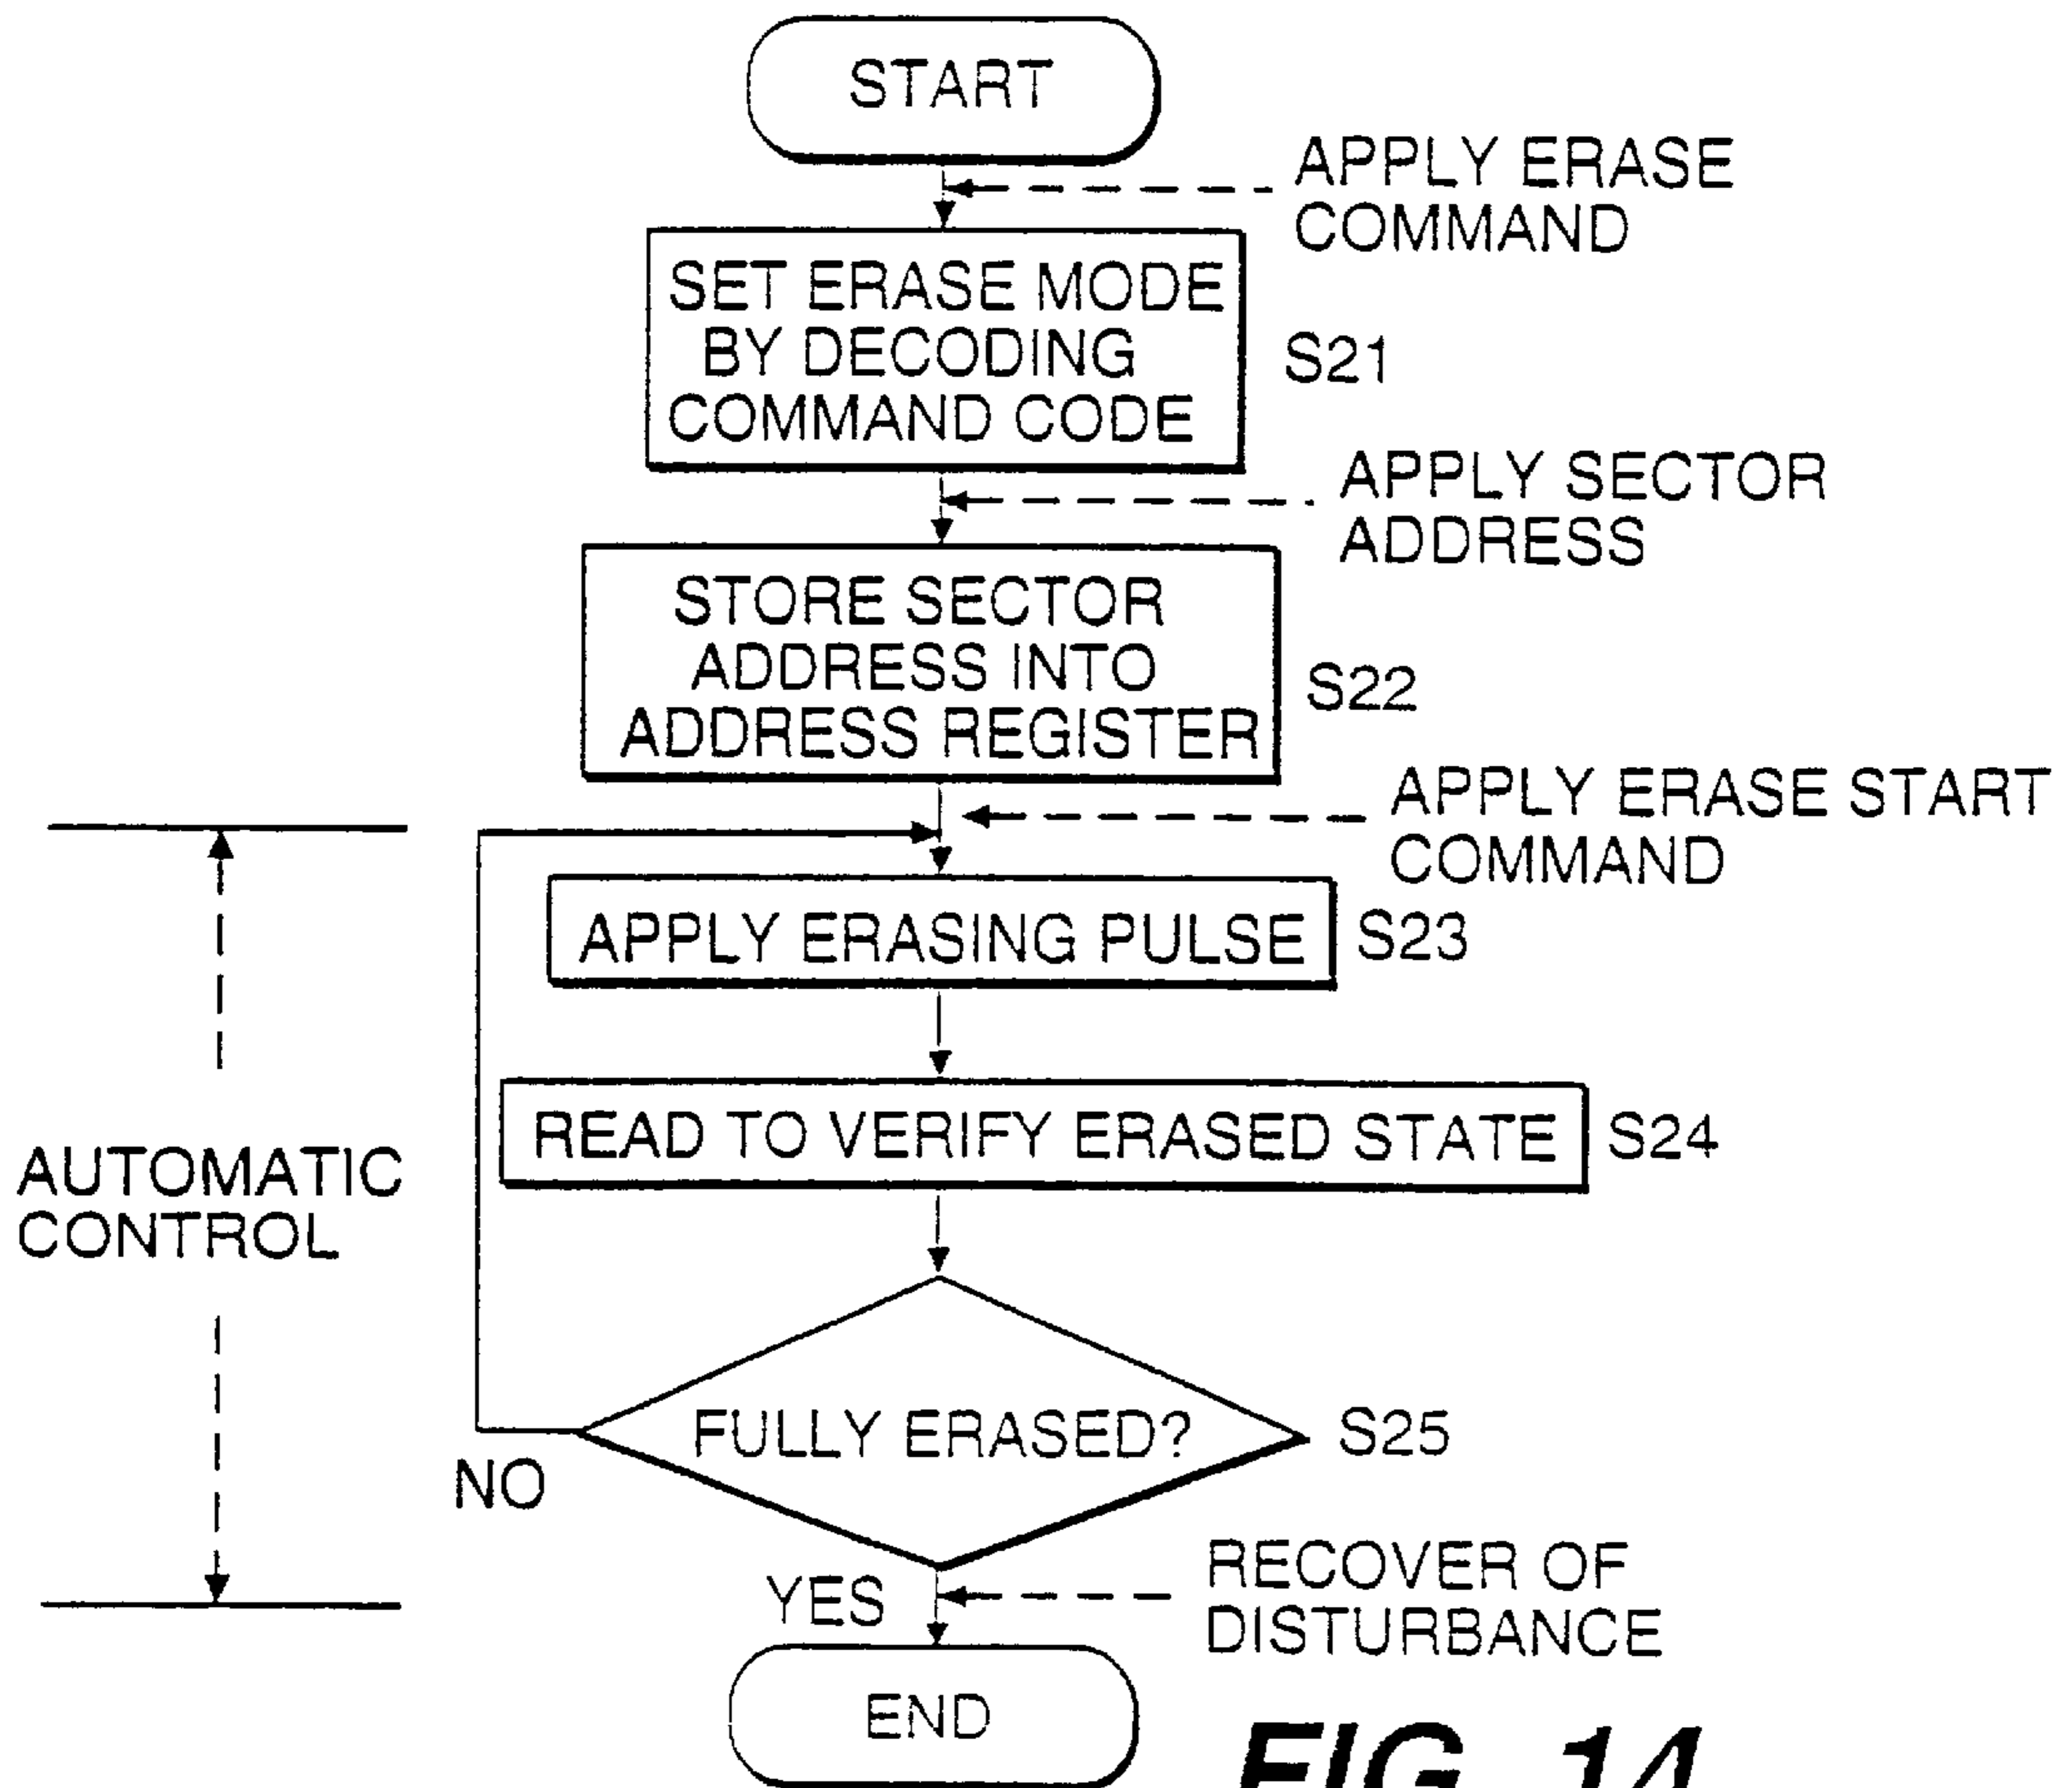 START
APPLY ERASE
COMMAND
SET ERASE MODE
BY DECODING
COMMAND CODE
S21
APPLY SECTOR
ADDRESS
STORE SECTOR
ADDRESS INTO
ADDRESS REGISTER
S22
APPLY ERASE START
COMMAND
APPLY ERASING PULSE
S23
READ TO VERIFY ERASED STATE
S24
AUTOMATIC
CONTROL
FULLY ERASED?
S25
NO
YES
RECOVER OF
DISTURBANCE
END
FIG. 14